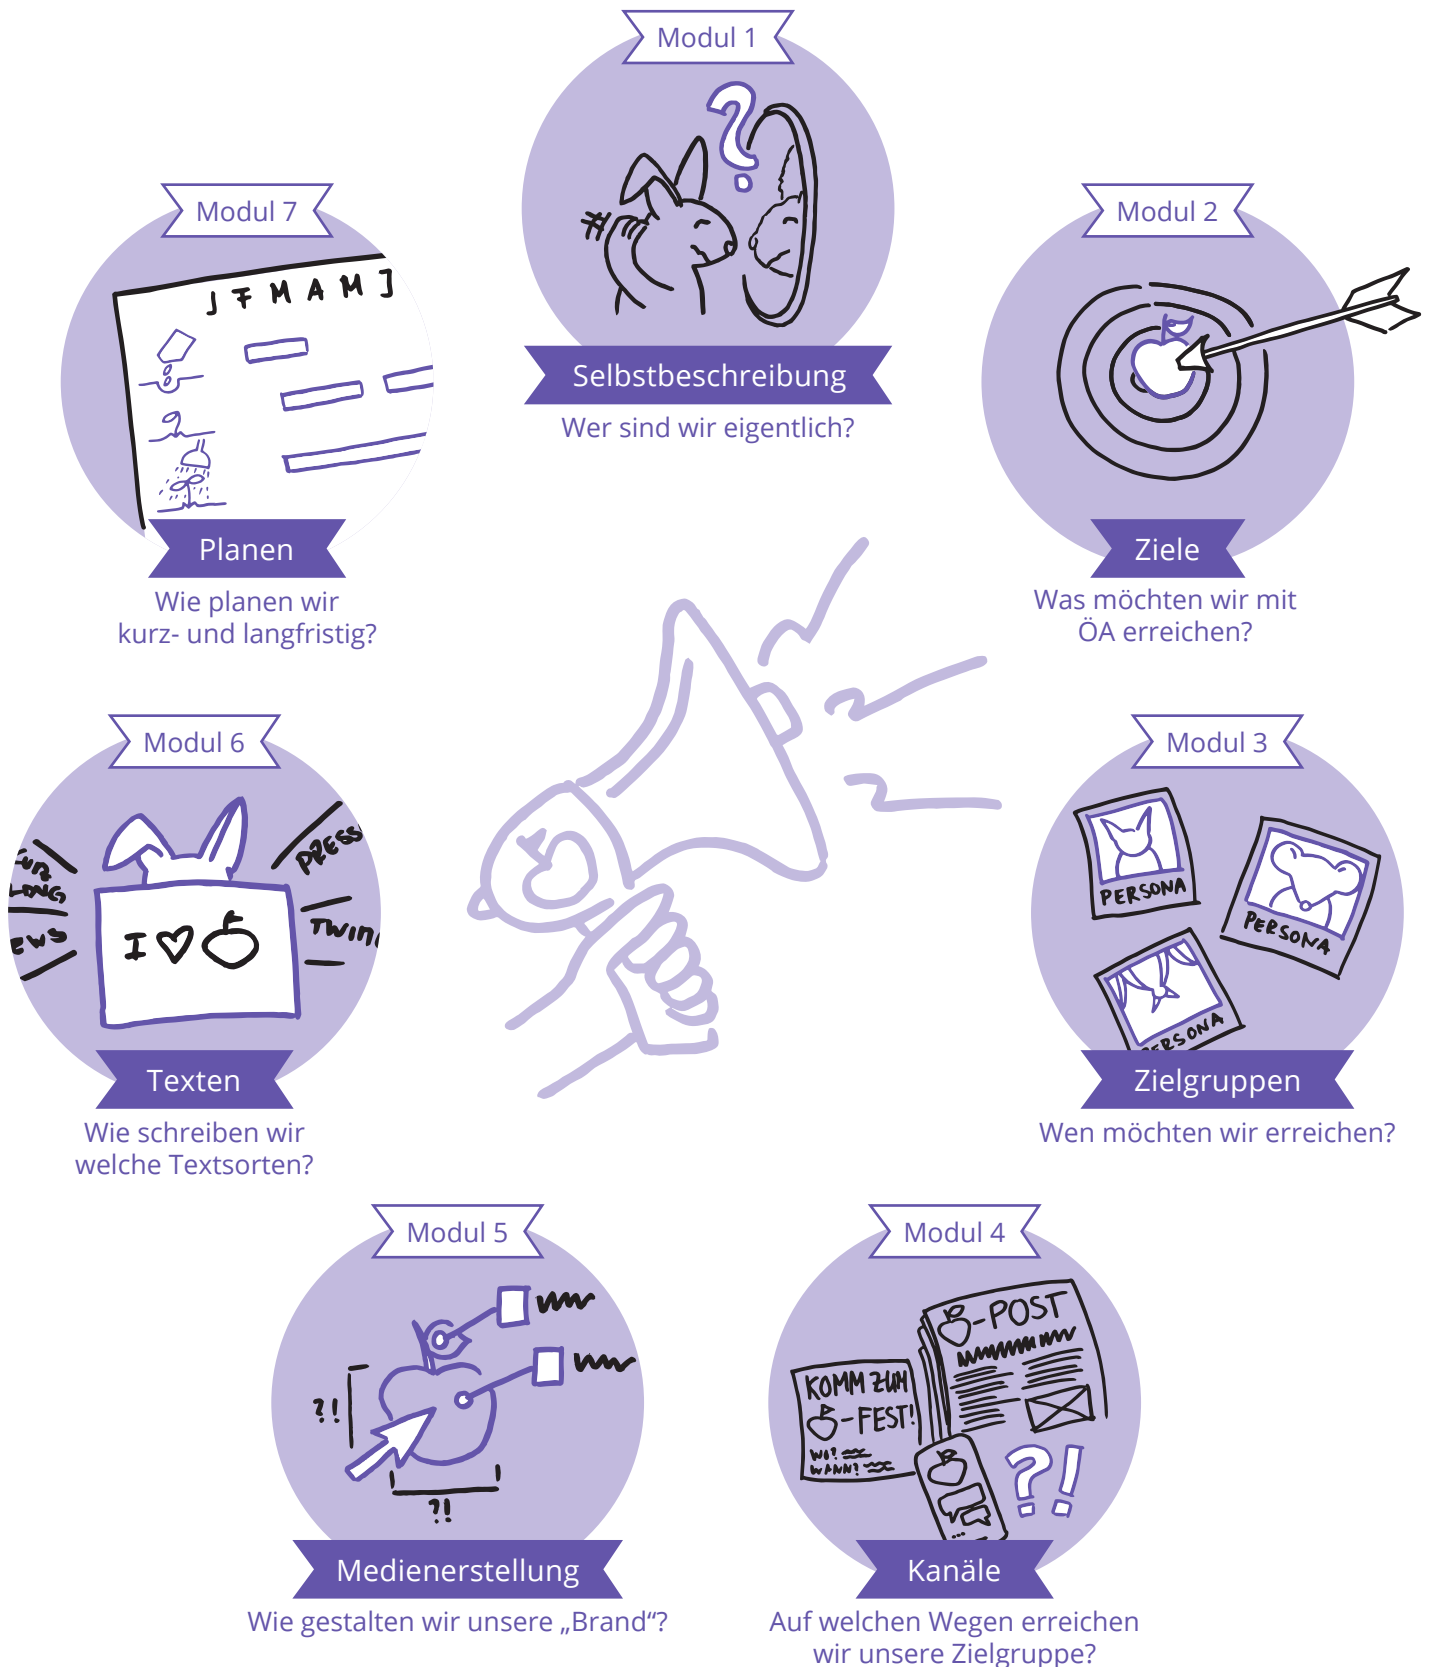 Modul 1
Selbstbeschreibung
Wer sind wir eigentlich?
Modul 2
Ziele
Was möchten wir mit
ÖA erreichen?
Modul 3
PERSONA
PERSONA
PERSONA
Zielgruppen
Wen möchten wir erreichen?
Modul 4
-POST
KOMM ZUM
-FEST!
WO?
WANN?
?!
Kanäle
Auf welchen Wegen erreichen
wir unsere Zielgruppe?
Modul 5
?!
?!
Medienerstellung
Wie gestalten wir unsere „Brand“?
Modul 6
PRESS
I
Texten
Wie schreiben wir
welche Textsorten?
Modul 7
J F M A M J
Planen
Wie planen wir
kurz- und langfristig?
?